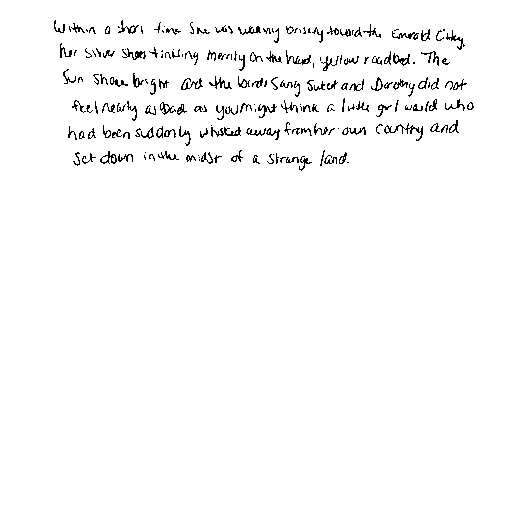 Within a short time she was walking briskly toward the Emerald City,
her silver shoes tinkling merrily on the hard, yellow roadbed. The
sun shone bright and the birds sang sweet and Dorothy did not
feel nearly as bad as you might think a little girl would who
had been suddenly whisked away from her own country and
set down in the midst of a strange land.